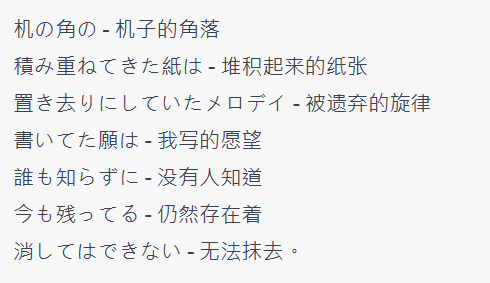 机の角の - 机子的角落
積み重ねてきた紙は - 堆积起来的纸张
置き去りにしていたメロデイ - 被遗弃的旋律
書いてた願は - 我写的愿望
誰も知らずに - 没有人知道
今も残ってる - 仍然存在着
消してはできない - 无法抹去。